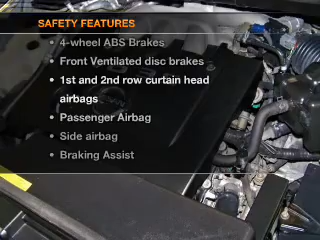 SAFETY FEATURES
• 4-wheel ABS Brakes
• Front Ventilated disc brakes
• 1st and 2nd row curtain head
airbags
• Passenger Airbag
• Side airbag
• Braking Assist